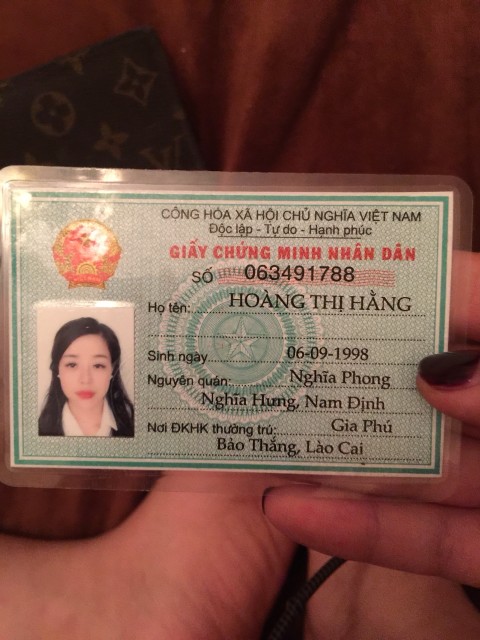 CỘNG HÒA XÃ HỘI CHỦ NGHĨA VIỆT NAM
Độc lập - Tự do - Hạnh phúc
GIẤY CHỨNG MINH NHÂN DÂN
SỐ 063491788
Họ tên: HOÀNG THỊ HẰNG
Sinh ngày 06-09-1998
Nguyên quán: Nghĩa Phong
Nghĩa Hưng, Nam Định
Nơi ĐKHK thường trú: Gia Phú
Bảo Thắng, Lào Cai